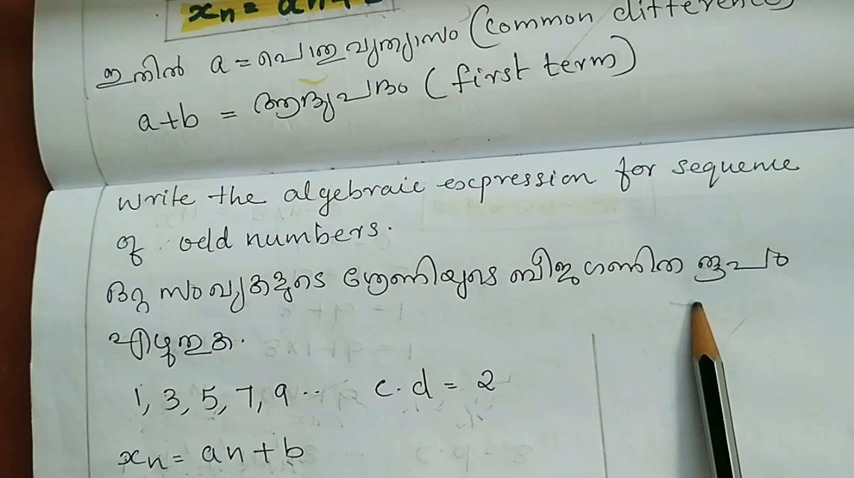 xn = an +
ഇതിൽ a = പൊതുവ്യത്യാസം (common difference)
a+b = ആദ്യപദം (first term)
write the algebraic expression for sequence
of odd numbers.
ഒറ്റ സംഖ്യകളുടെ ശ്രേണിയുടെ ബീജഗണിത രൂപം
എഴുതുക.
1, 3, 5, 7, 9 ... c.d = 2
xn = an + b